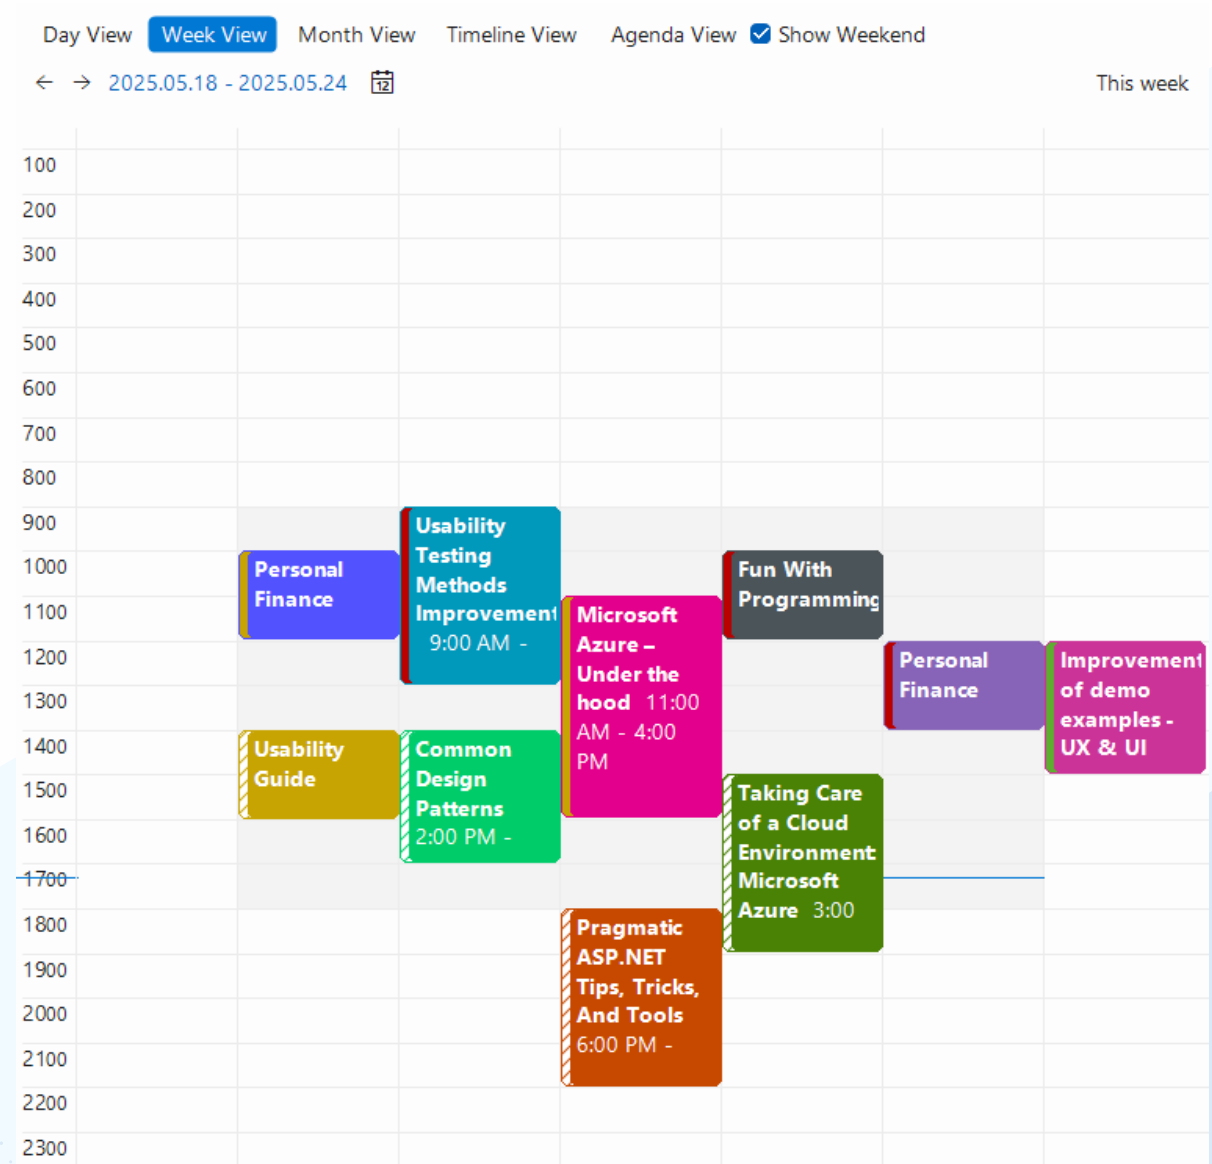 Day View Week View Month View Timeline View Agenda View Show Weekend
2025.05.18 - 2025.05.24 12 This week
100
200
300
400
500
600
700
800
900
1000
1100
1200
1300
1400
1500
1600
1700
1800
1900
2000
2100
2200
2300
Personal
Finance
Usability
Guide
Usability
Testing
Methods
Improvement
9:00 AM -
Common
Design
Patterns
2:00 PM -
Microsoft
Azure –
Under the
hood 11:00
AM - 4:00
PM
Pragmatic
ASP.NET
Tips, Tricks,
And Tools
6:00 PM -
Fun With
Programming
Taking Care
of a Cloud
Environment:
Microsoft
Azure 3:00
Personal
Finance
Improvement
of demo
examples -
UX & UI